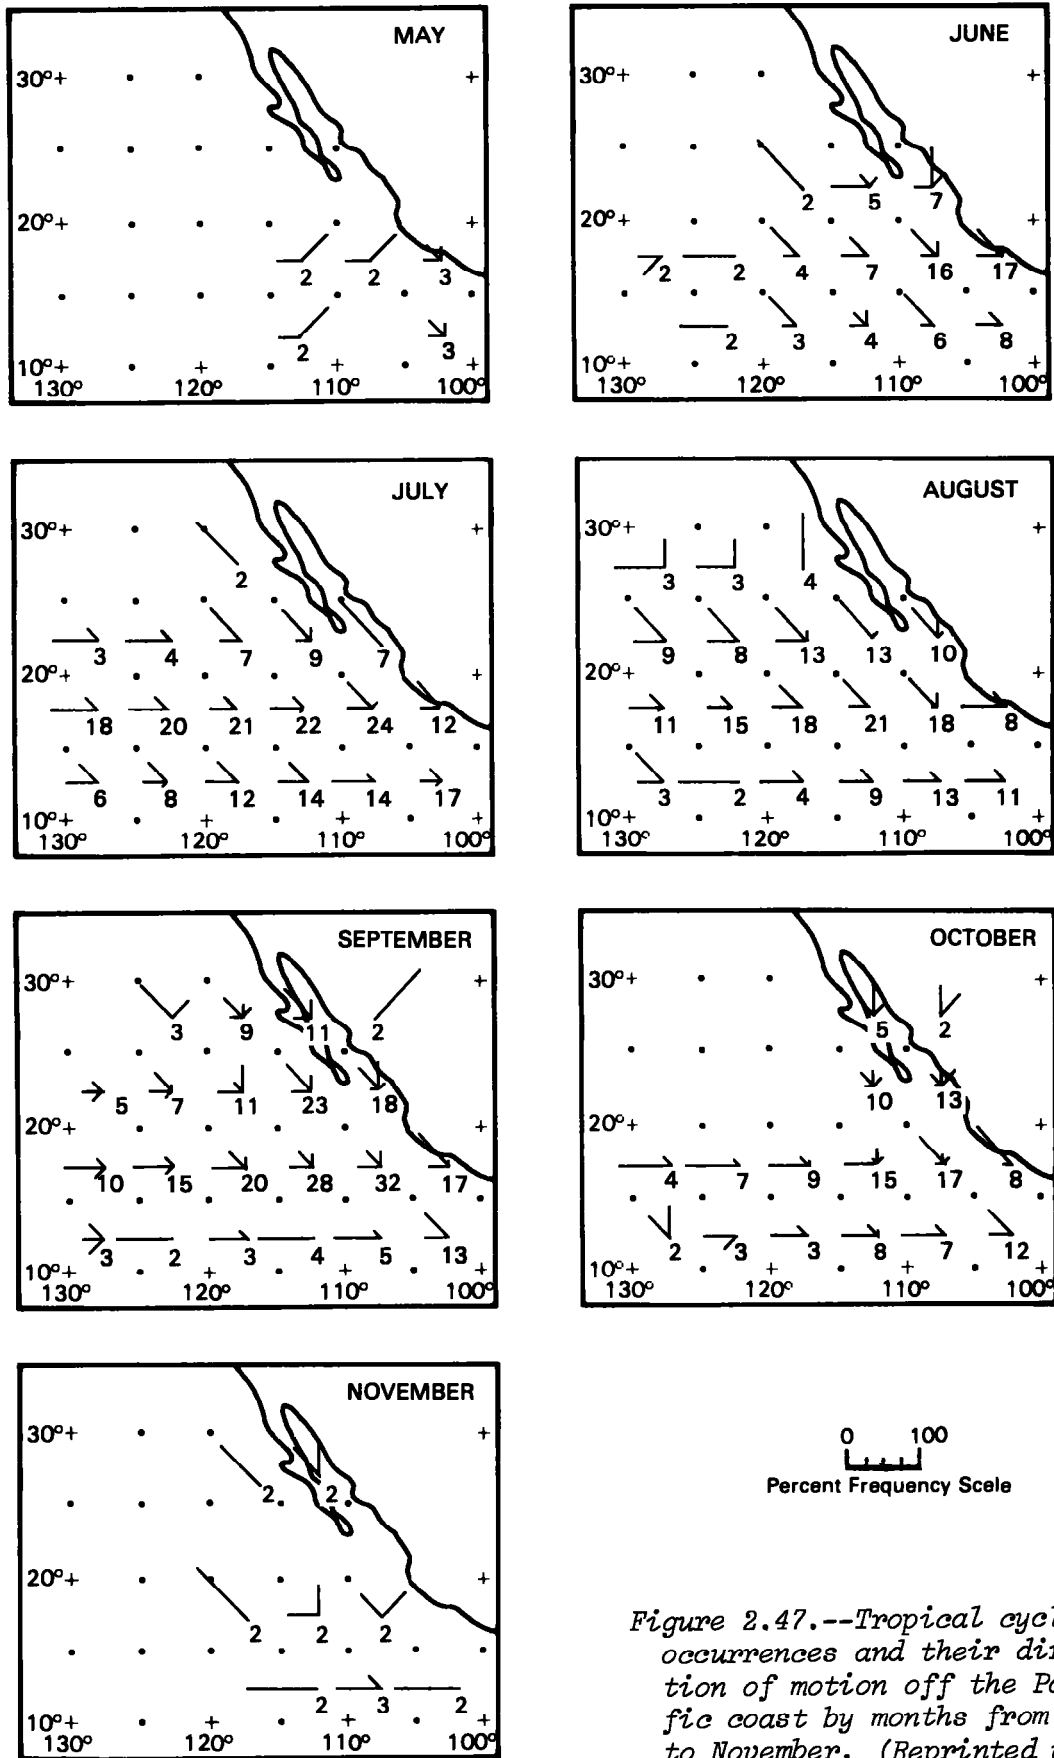 MAY
30°+ +
20°+ +
2 2 3
2 3
10°+ + +
130° 120° 110° 100°
JUNE
30°+ +
2 5 7
20°+ +
2 2 4 7 16 17
2 3 4 6 8
10°+ + +
130° 120° 110° 100°
JULY
30°+ +
2
3 4 7 9 7
20°+ +
18 20 21 22 24 12
6 8 12 14 14 17
10°+ + +
130° 120° 110° 100°
AUGUST
30°+ +
3 3 4
9 8 13 13 10
20°+ +
11 15 18 21 18 8
3 2 4 9 13 11
10°+ + +
130° 120° 110° 100°
SEPTEMBER
30°+ +
3 9 11 2
5 7 11 23 18
20°+ +
10 15 20 28 32 17
3 2 3 4 5 13
10°+ + +
130° 120° 110° 100°
OCTOBER
30°+ +
5 2
10 13
20°+ +
4 7 9 15 17 8
2 3 3 8 7 12
10°+ + +
130° 120° 110° 100°
NOVEMBER
30°+ +
2 2
20°+ +
2 2 2
2 3 2
10°+ + +
130° 120° 110° 100°
0 100
Percent Frequency Scale
Figure 2.47.--Tropical cycl
occurrences and their dir
tion of motion off the Pa
fic coast by months from
to November. (Reprinted